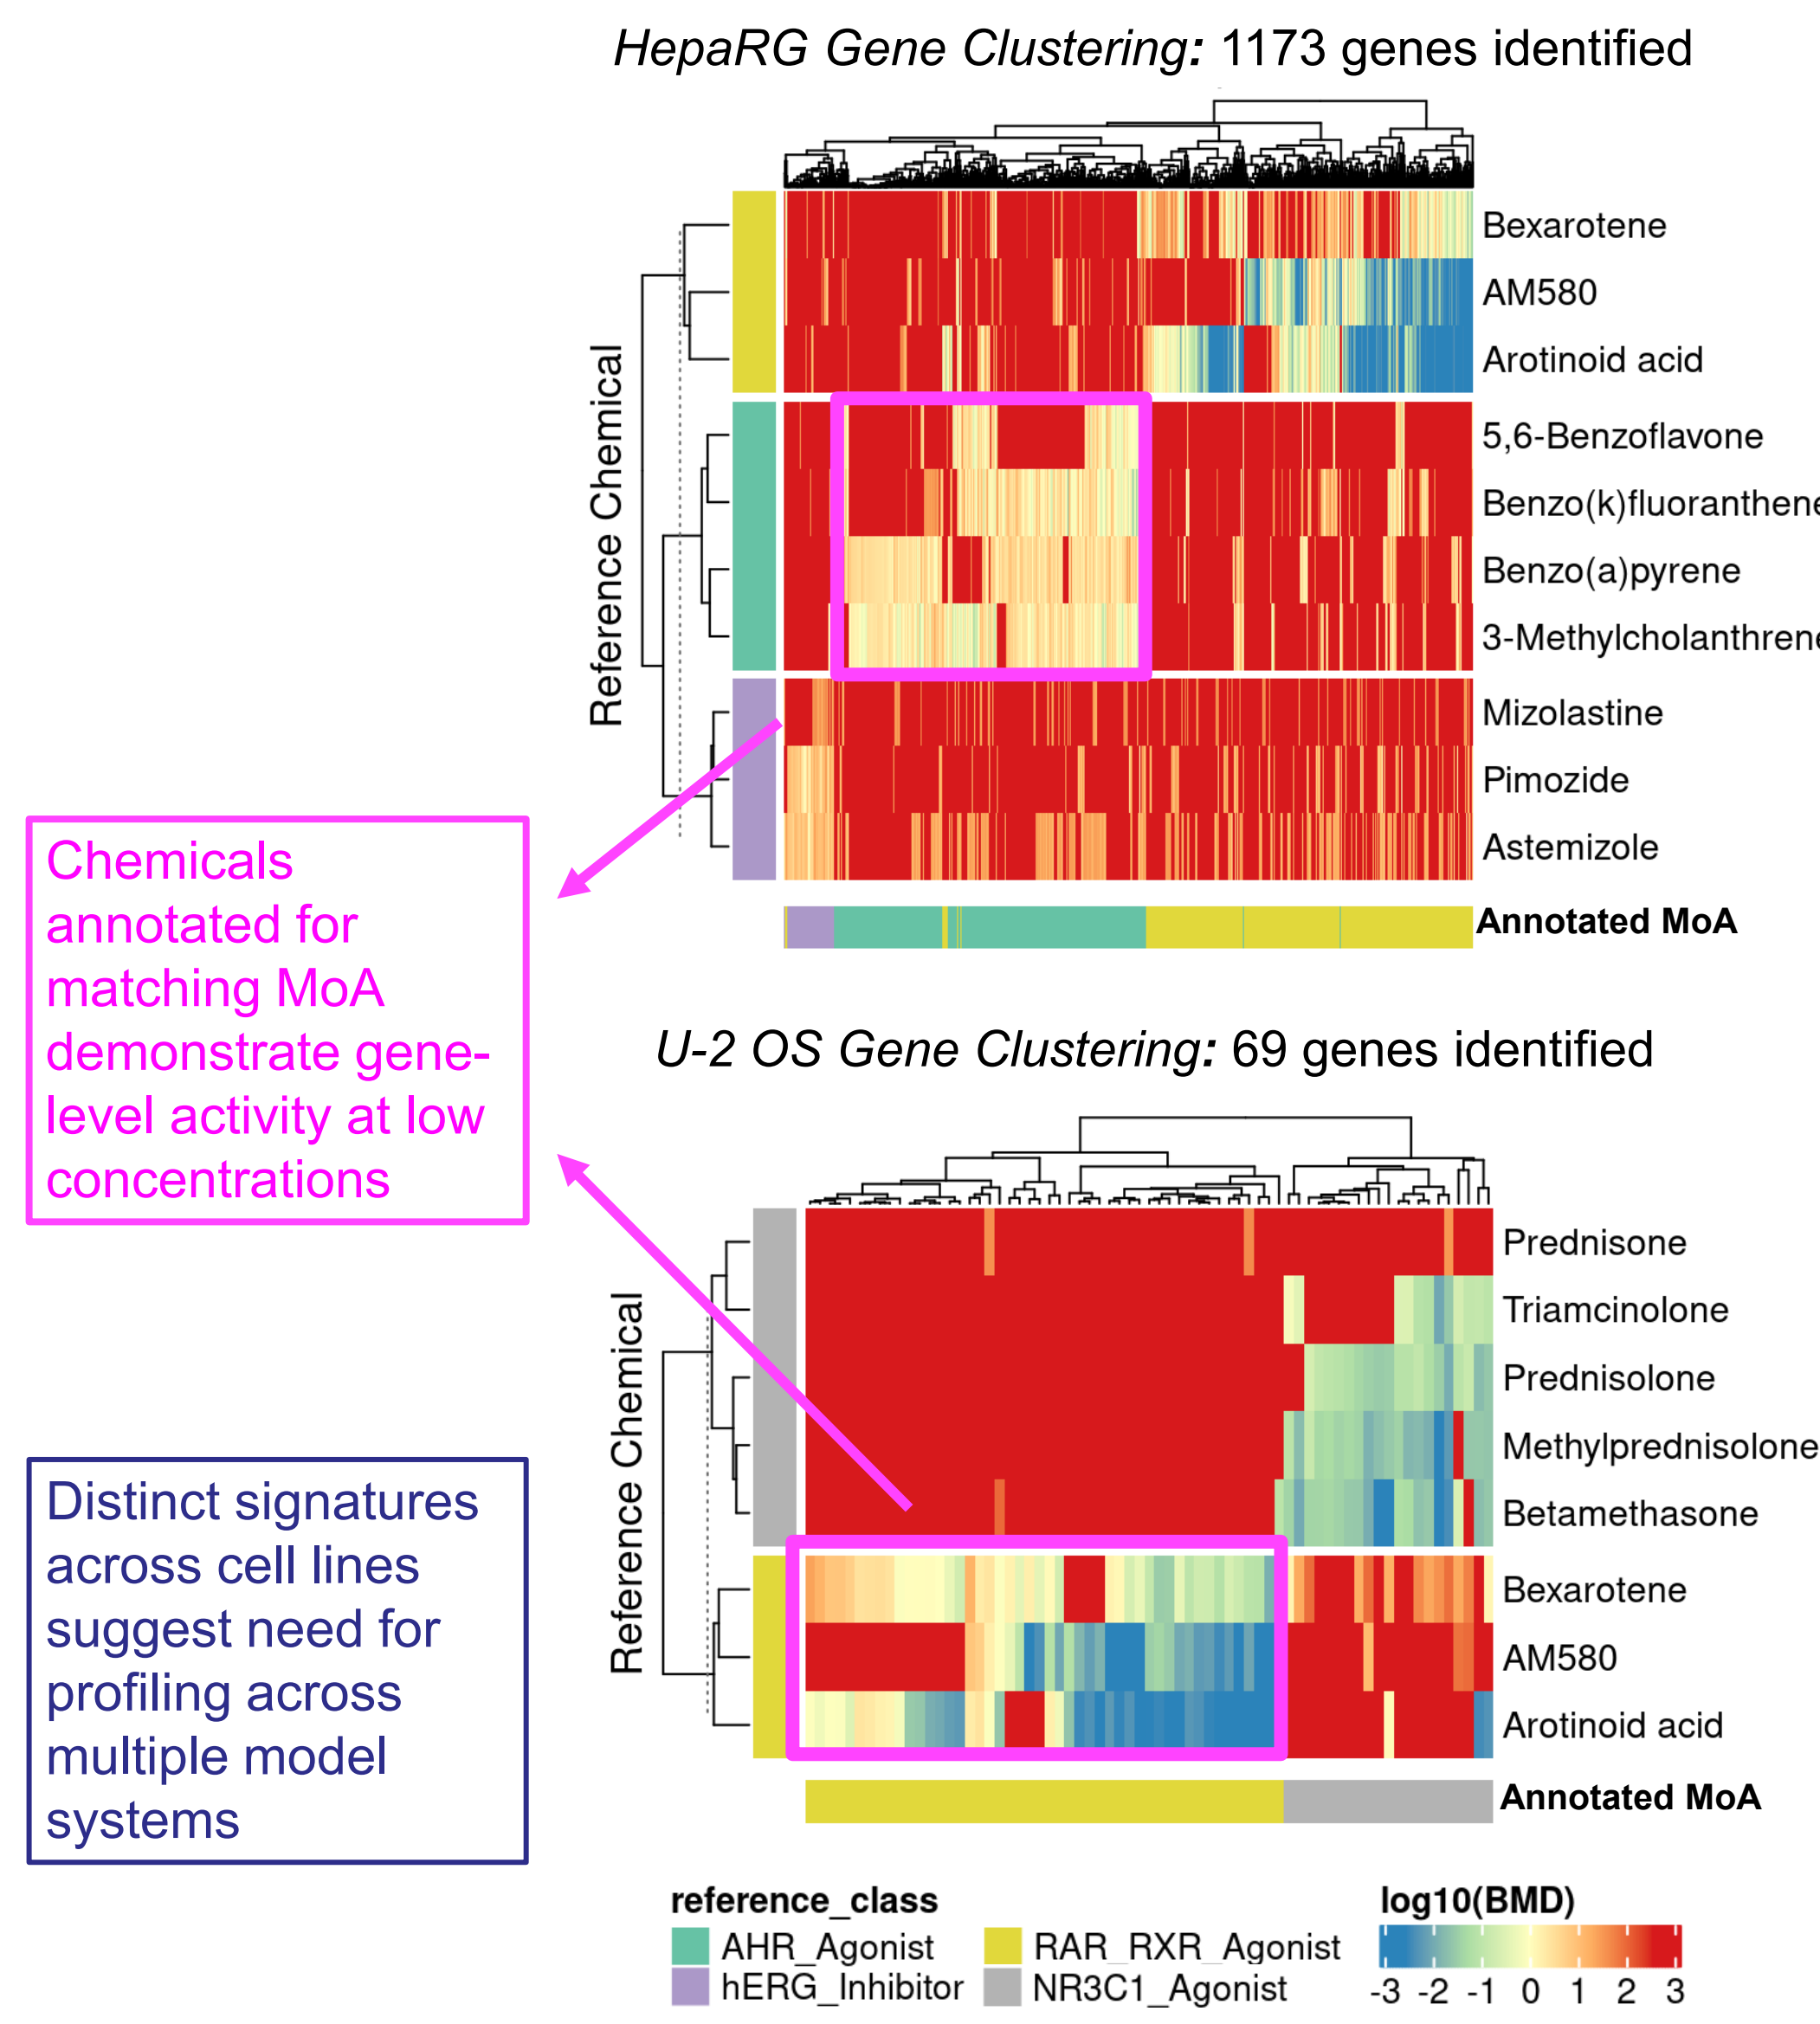 HepaRG Gene Clustering: 1173 genes identified
Reference Chemical
Bexarotene
AM580
Arotinoid acid
5,6-Benzoflavone
Benzo(k)fluoranthene
Benzo(a)pyrene
3-Methylcholanthrene
Mizolastine
Pimozide
Astemizole
Annotated MoA
Chemicals
annotated for
matching MoA
demonstrate gene-
level activity at low
concentrations
U-2 OS Gene Clustering: 69 genes identified
Reference Chemical
Prednisone
Triamcinolone
Prednisolone
Methylprednisolone
Betamethasone
Bexarotene
AM580
Arotinoid acid
Annotated MoA
Distinct signatures
across cell lines
suggest need for
profiling across
multiple model
systems
reference_class
AHR_Agonist
RAR_RXR_Agonist
hERG_Inhibitor
NR3C1_Agonist
log10(BMD)
-3 -2 -1 0 1 2 3